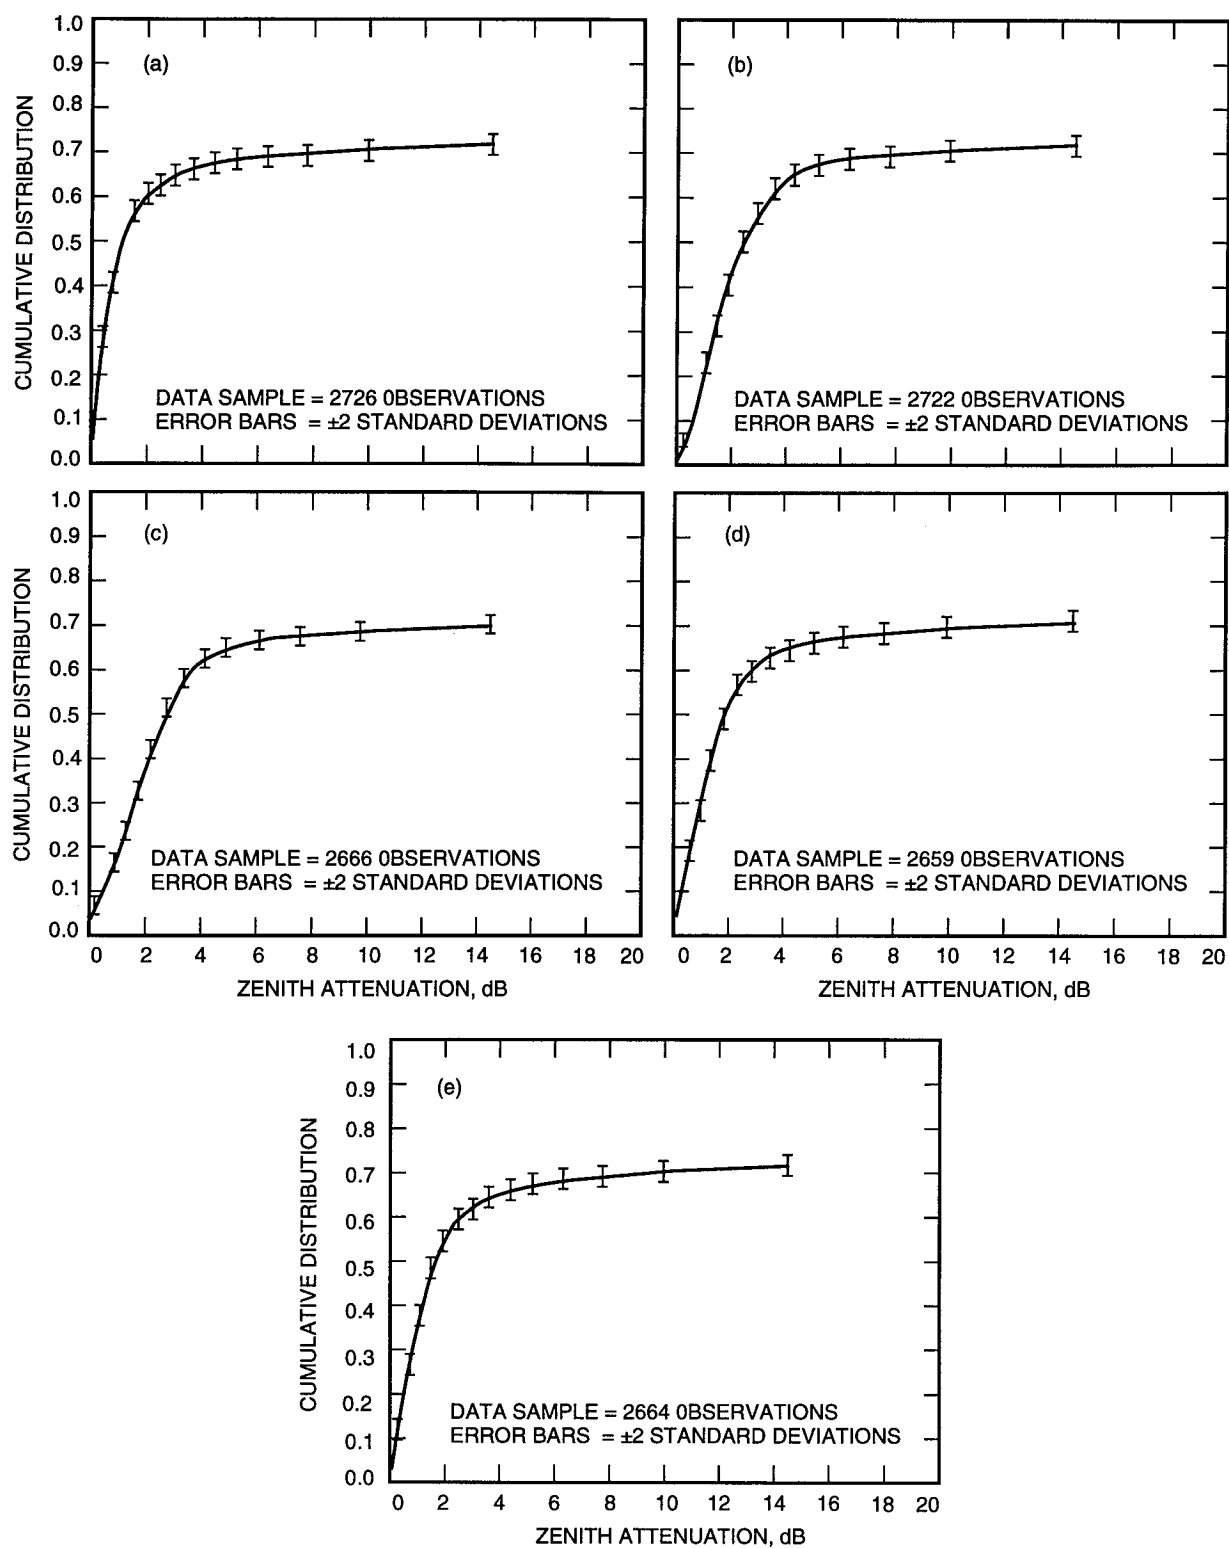 1.0
0.9
0.8
0.7
0.6
0.5
0.4
0.3
0.2
0.1
0.0
CUMULATIVE DISTRIBUTION
(a)
DATA SAMPLE = 2726 0BSERVATIONS
ERROR BARS = ±2 STANDARD DEVIATIONS
(b)
DATA SAMPLE = 2722 0BSERVATIONS
ERROR BARS = ±2 STANDARD DEVIATIONS
1.0
0.9
0.8
0.7
0.6
0.5
0.4
0.3
0.2
0.1
0.0
CUMULATIVE DISTRIBUTION
(c)
DATA SAMPLE = 2666 0BSERVATIONS
ERROR BARS = ±2 STANDARD DEVIATIONS
0 2 4 6 8 10 12 14 16 18 20
ZENITH ATTENUATION, dB
(d)
DATA SAMPLE = 2659 0BSERVATIONS
ERROR BARS = ±2 STANDARD DEVIATIONS
0 2 4 6 8 10 12 14 16 18 20
ZENITH ATTENUATION, dB
1.0
0.9
0.8
0.7
0.6
0.5
0.4
0.3
0.2
0.1
0.0
CUMULATIVE DISTRIBUTION
(e)
DATA SAMPLE = 2664 0BSERVATIONS
ERROR BARS = ±2 STANDARD DEVIATIONS
0 2 4 6 8 10 12 14 16 18 20
ZENITH ATTENUATION, dB